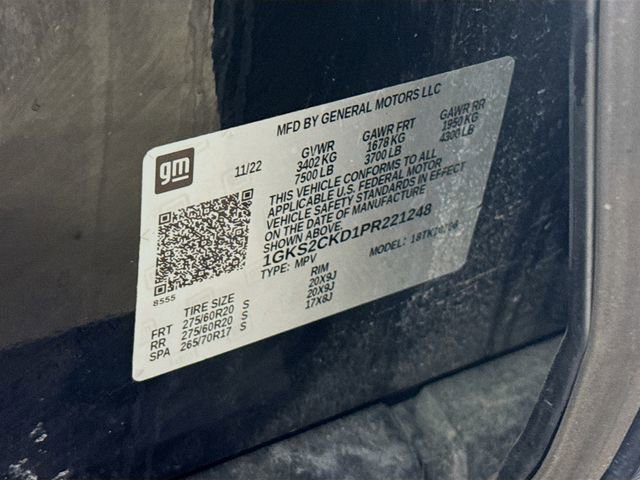 MFD BY GENERAL MOTORS LLC
gm
11/22
GVWR GAWR FRT GAWR RR
3402 KG 1678 KG 1950 KG
7500 LB 3700 LB 4300 LB
THIS VEHICLE CONFORMS TO ALL
APPLICABLE U.S. FEDERAL MOTOR
VEHICLE SAFETY STANDARDS IN EFFECT
ON THE DATE OF MANUFACTURE
SHOWN ABOVE.
1GKS2CKD1PR221248
TYPE: MPV MODEL:
8555
TIRE SIZE RIM
FRT 275/60R20 S 20X9J
RR 275/60R20 S 20X9J
SPA 265/70R17 S 17X8J